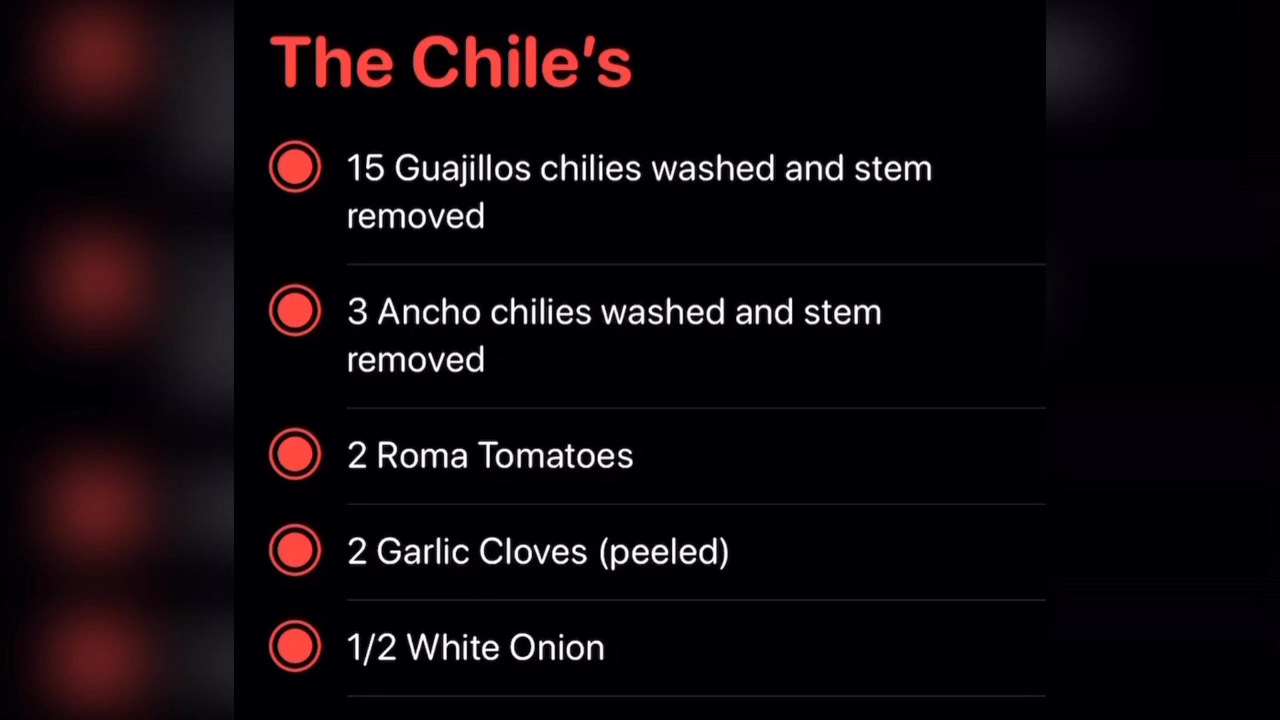 The Chile's
15 Guajillos chilies washed and stem
removed
3 Ancho chilies washed and stem
removed
2 Roma Tomatoes
2 Garlic Cloves (peeled)
1/2 White Onion